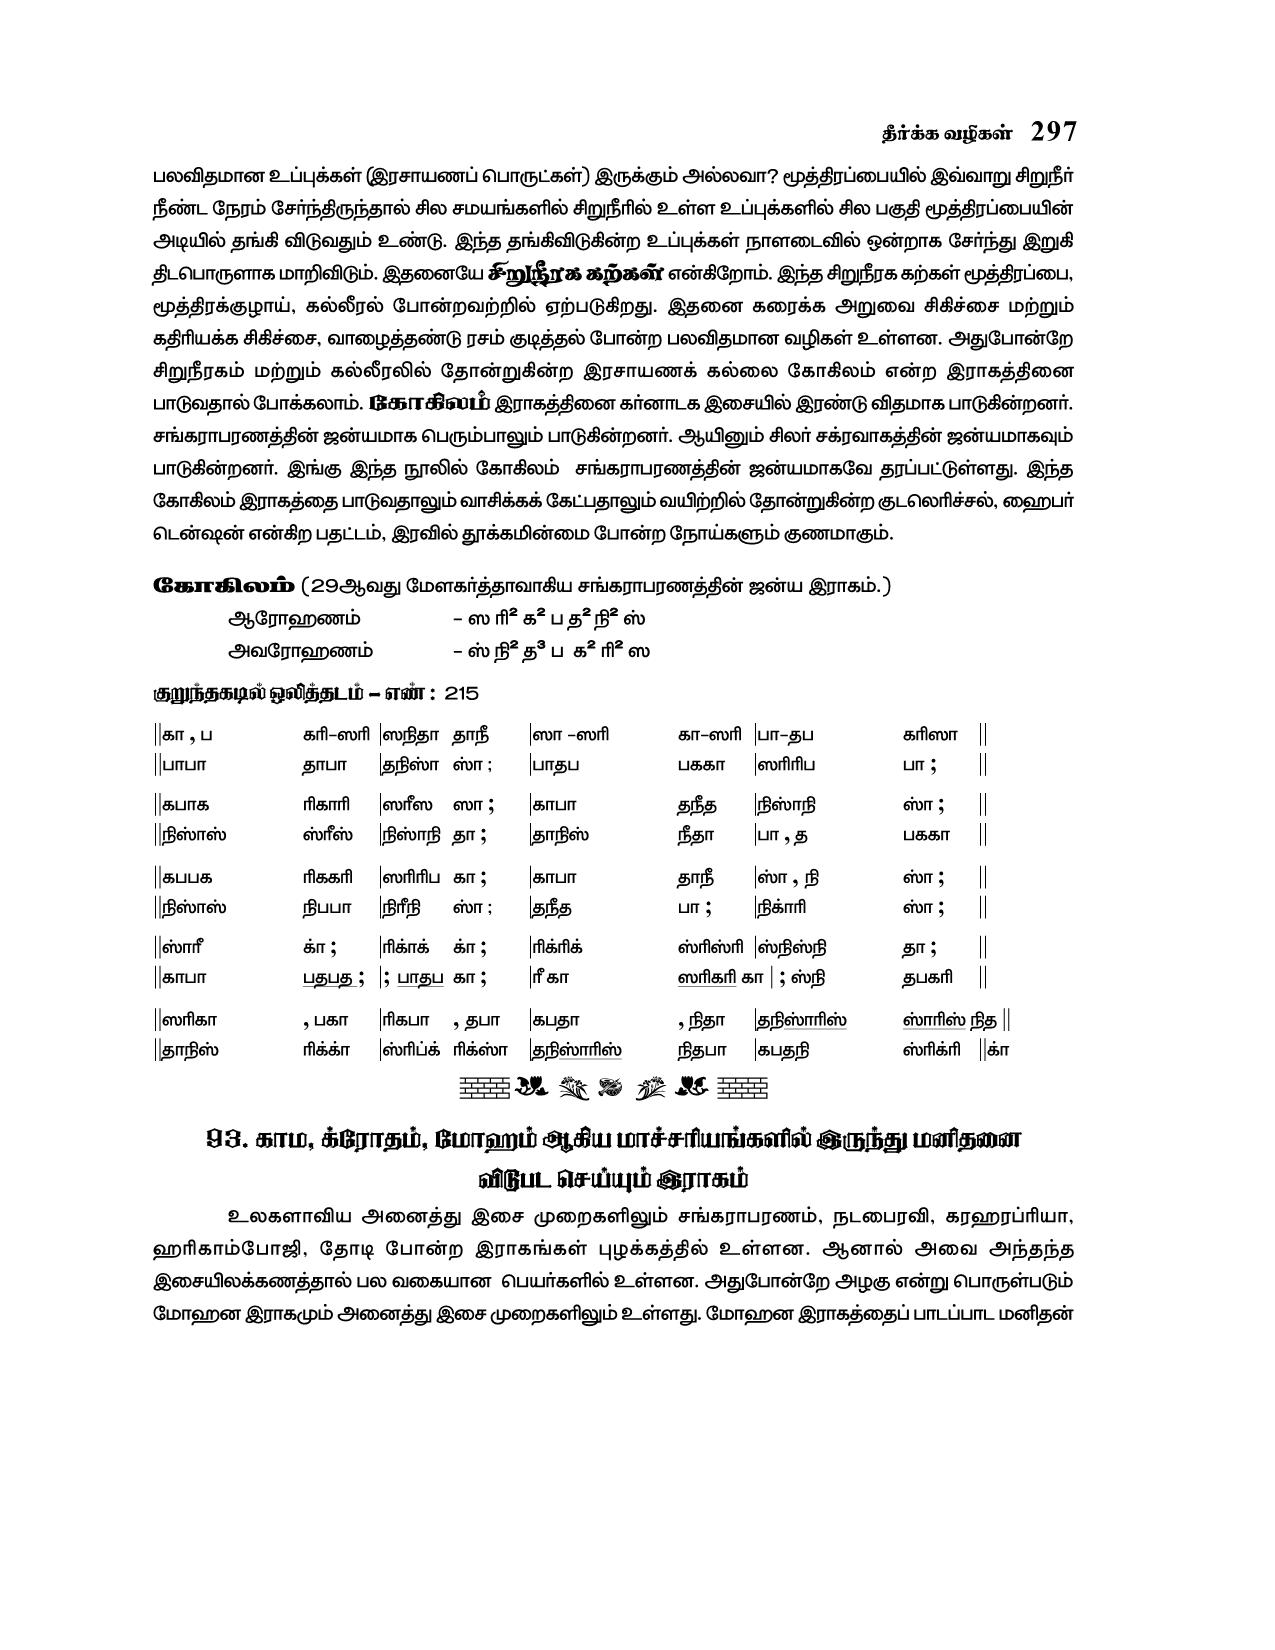 தீர்க்க வழிகள் 297
பலவிதமான உப்புக்கள் (இரசாயணப் பொருட்கள்) இருக்கும் அல்லவா? மூத்திரப்பையில் இவ்வாறு சிறுநீர்
நீண்ட நேரம் சேர்ந்திருந்தால் சில சமயங்களில் சிறுநீரில் உள்ள உப்புக்களில் சில பகுதி மூத்திரப்பையின்
அடியில் தங்கி விடுவதும் உண்டு. இந்த தங்கிவிடுகின்ற உப்புக்கள் நாளடைவில் ஒன்றாக சேர்ந்து இறுகி
திடபொருளாக மாறிவிடும். இதனையே சிறுநீரக கற்கள் என்கிறோம். இந்த சிறுநீரக கற்கள் மூத்திரப்பை,
மூத்திரக்குழாய், கல்லீரல் போன்றவற்றில் ஏற்படுகிறது. இதனை கரைக்க அறுவை சிகிச்சை மற்றும்
கதிரியக்க சிகிச்சை, வாழைத்தண்டு ரசம் குடித்தல் போன்ற பலவிதமான வழிகள் உள்ளன. அதுபோன்றே
சிறுநீரகம் மற்றும் கல்லீரலில் தோன்றுகின்ற இரசாயணக் கல்லை கோகிலம் என்ற இராகத்தினை
பாடுவதால் போக்கலாம். கோகிலம் இராகத்தினை கர்னாடக இசையில் இரண்டு விதமாக பாடுகின்றனர்.
சங்கராபரணத்தின் ஜன்யமாக பெரும்பாலும் பாடுகின்றனர். ஆயினும் சிலர் சக்ரவாகத்தின் ஜன்யமாகவும்
பாடுகின்றனர். இங்கு இந்த நூலில் கோகிலம் சங்கராபரணத்தின் ஜன்யமாகவே தரப்பட்டுள்ளது. இந்த
கோகிலம் இராகத்தை பாடுவதாலும் வாசிக்கக் கேட்பதாலும் வயிற்றில் தோன்றுகின்ற குடலெரிச்சல், ஹைபர்
டென்ஷன் என்கிற பதட்டம், இரவில் தூக்கமின்மை போன்ற நோய்களும் குணமாகும்.
கோகிலம் (29ஆவது மேளகர்த்தாவாகிய சங்கராபரணத்தின் ஜன்ய இராகம்.)
ஆரோஹணம் – ஸ ரி² க² ப த² நி² ஸ்
அவரோஹணம் – ஸ் நி² த³ ப க² ரி² ஸ
குறுந்தகடில் ஒலித்தடம் – எண் : 215
||கா , ப கரி-ஸரி |ஸநிதா தாநீ |ஸா -ஸரி கா-ஸரி |பா-தப கரிஸா ||
||பாபா தாபா |தநிஸ்ா ஸ்ா ; |பாதப பககா |ஸரிரிப பா ; ||
||கபாக ரிகாரி |ஸரீஸ ஸா ; |காபா தநீத |நிஸ்ாநி ஸ்ா ; ||
||நிஸ்ாஸ் ஸ்ரீஸ் |நிஸ்ாநி தா ; |தாநிஸ் நீதா |பா , த பககா ||
||கபபக ரிககரி |ஸரிரிப கா ; |காபா தாநீ |ஸ்ா , நி ஸ்ா ; ||
||நிஸ்ாஸ் நிபபா |நிரீநி ஸ்ா ; |தநீத பா ; |நிக்ாரி ஸ்ா ; ||
||ஸ்ாரீ க்ா ; |ரிக்ாக் க்ா ; |ரிக்ரிக் ஸ்ரிஸ்ரி |ஸ்நிஸ்நி தா ; ||
||காபா பதபத ; |; பாதப கா ; |ரீ கா ஸரிகரி கா | ; ஸ்நி தபகரி ||
||ஸரிகா , பகா |ரிகபா , தபா |கபதா , நிதா |தநிஸ்ாரிஸ் ஸ்ாரிஸ் நித ||
||தாநிஸ் ரிக்க்ா |ஸ்ரிப்க் ரிக்ஸ்ா |தநிஸ்ாரிஸ் நிதபா |கபதநி ஸ்ரிக்ரி ||க்ா
93. காம, க்ரோதம், மோஹம் ஆகிய மாச்சரியங்களில் இருந்து மனிதனை
விடுபட செய்யும் இராகம்
உலகளாவிய அனைத்து இசை முறைகளிலும் சங்கராபரணம், நடபைரவி, கரஹரப்ரியா,
ஹரிகாம்போஜி, தோடி போன்ற இராகங்கள் புழக்கத்தில் உள்ளன. ஆனால் அவை அந்தந்த
இசையிலக்கணத்தால் பல வகையான பெயர்களில் உள்ளன. அதுபோன்றே அழகு என்று பொருள்படும்
மோஹன இராகமும் அனைத்து இசை முறைகளிலும் உள்ளது. மோஹன இராகத்தைப் பாடப்பாட மனிதன்